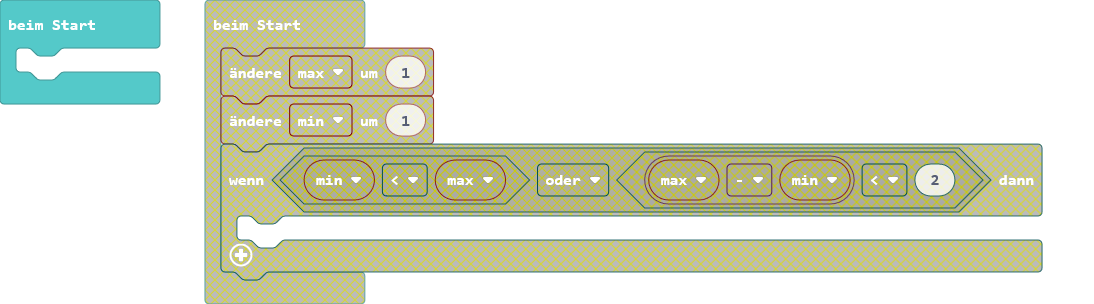 beim Start
beim Start
ändere max um 1
ändere min um 1
wenn min < max oder max - min < 2 dann